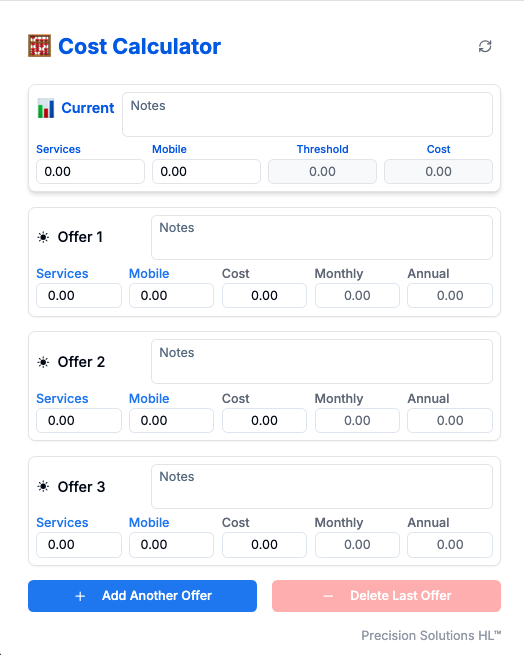 Cost Calculator
Current
Notes
Services Mobile Threshold Cost
0.00 0.00 0.00 0.00
Offer 1
Notes
Services Mobile Cost Monthly Annual
0.00 0.00 0.00 0.00 0.00
Offer 2
Notes
Services Mobile Cost Monthly Annual
0.00 0.00 0.00 0.00 0.00
Offer 3
Notes
Services Mobile Cost Monthly Annual
0.00 0.00 0.00 0.00 0.00
+ Add Another Offer − Delete Last Offer
Precision Solutions HL™